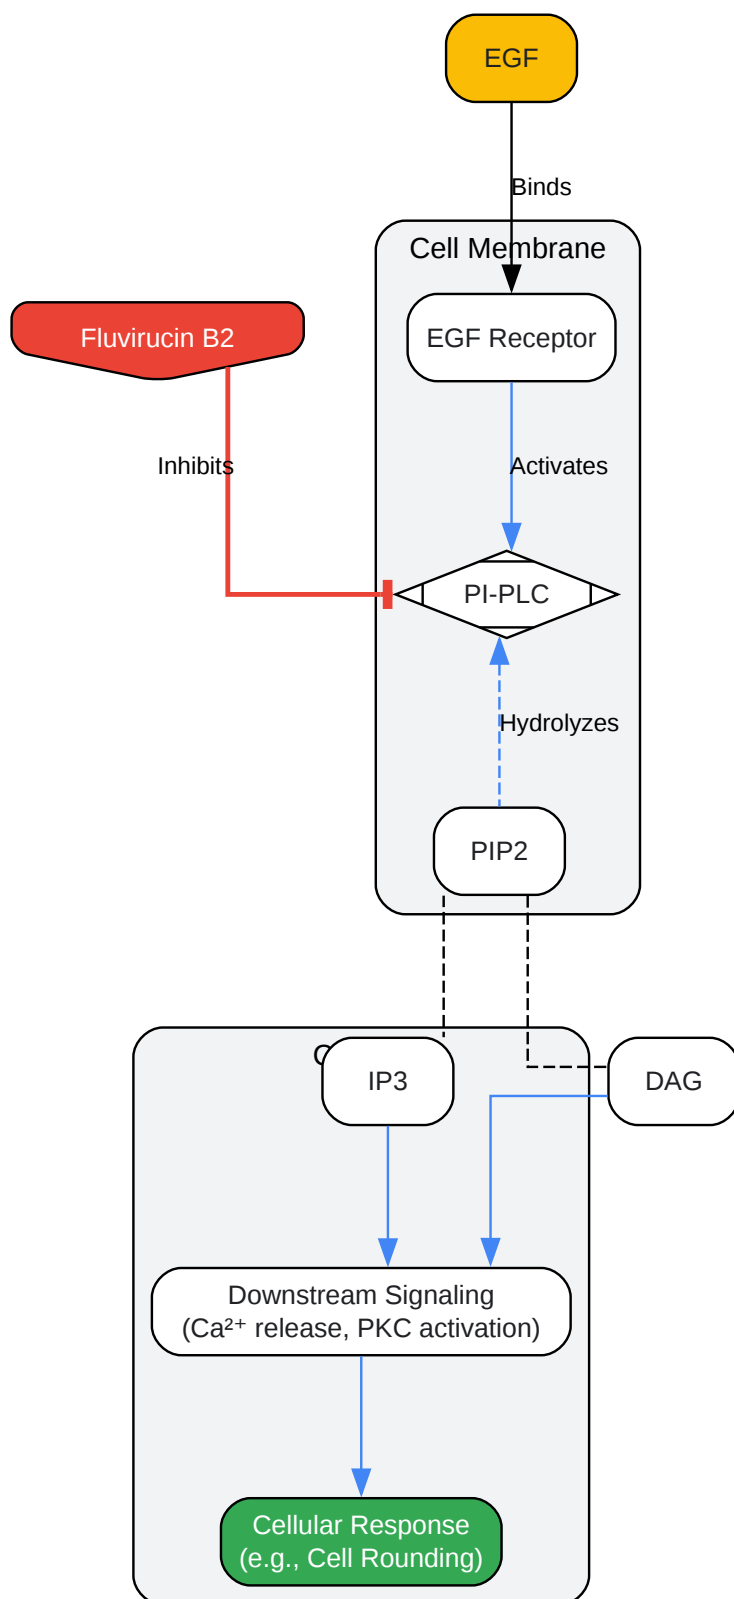 EGF
Binds
Cell Membrane
EGF Receptor
Fluvirucin B2
Inhibits
Activates
PI-PLC
Hydrolyzes
PIP2
IP3
DAG
Downstream Signaling
(Ca²⁺ release, PKC activation)
Cellular Response
(e.g., Cell Rounding)